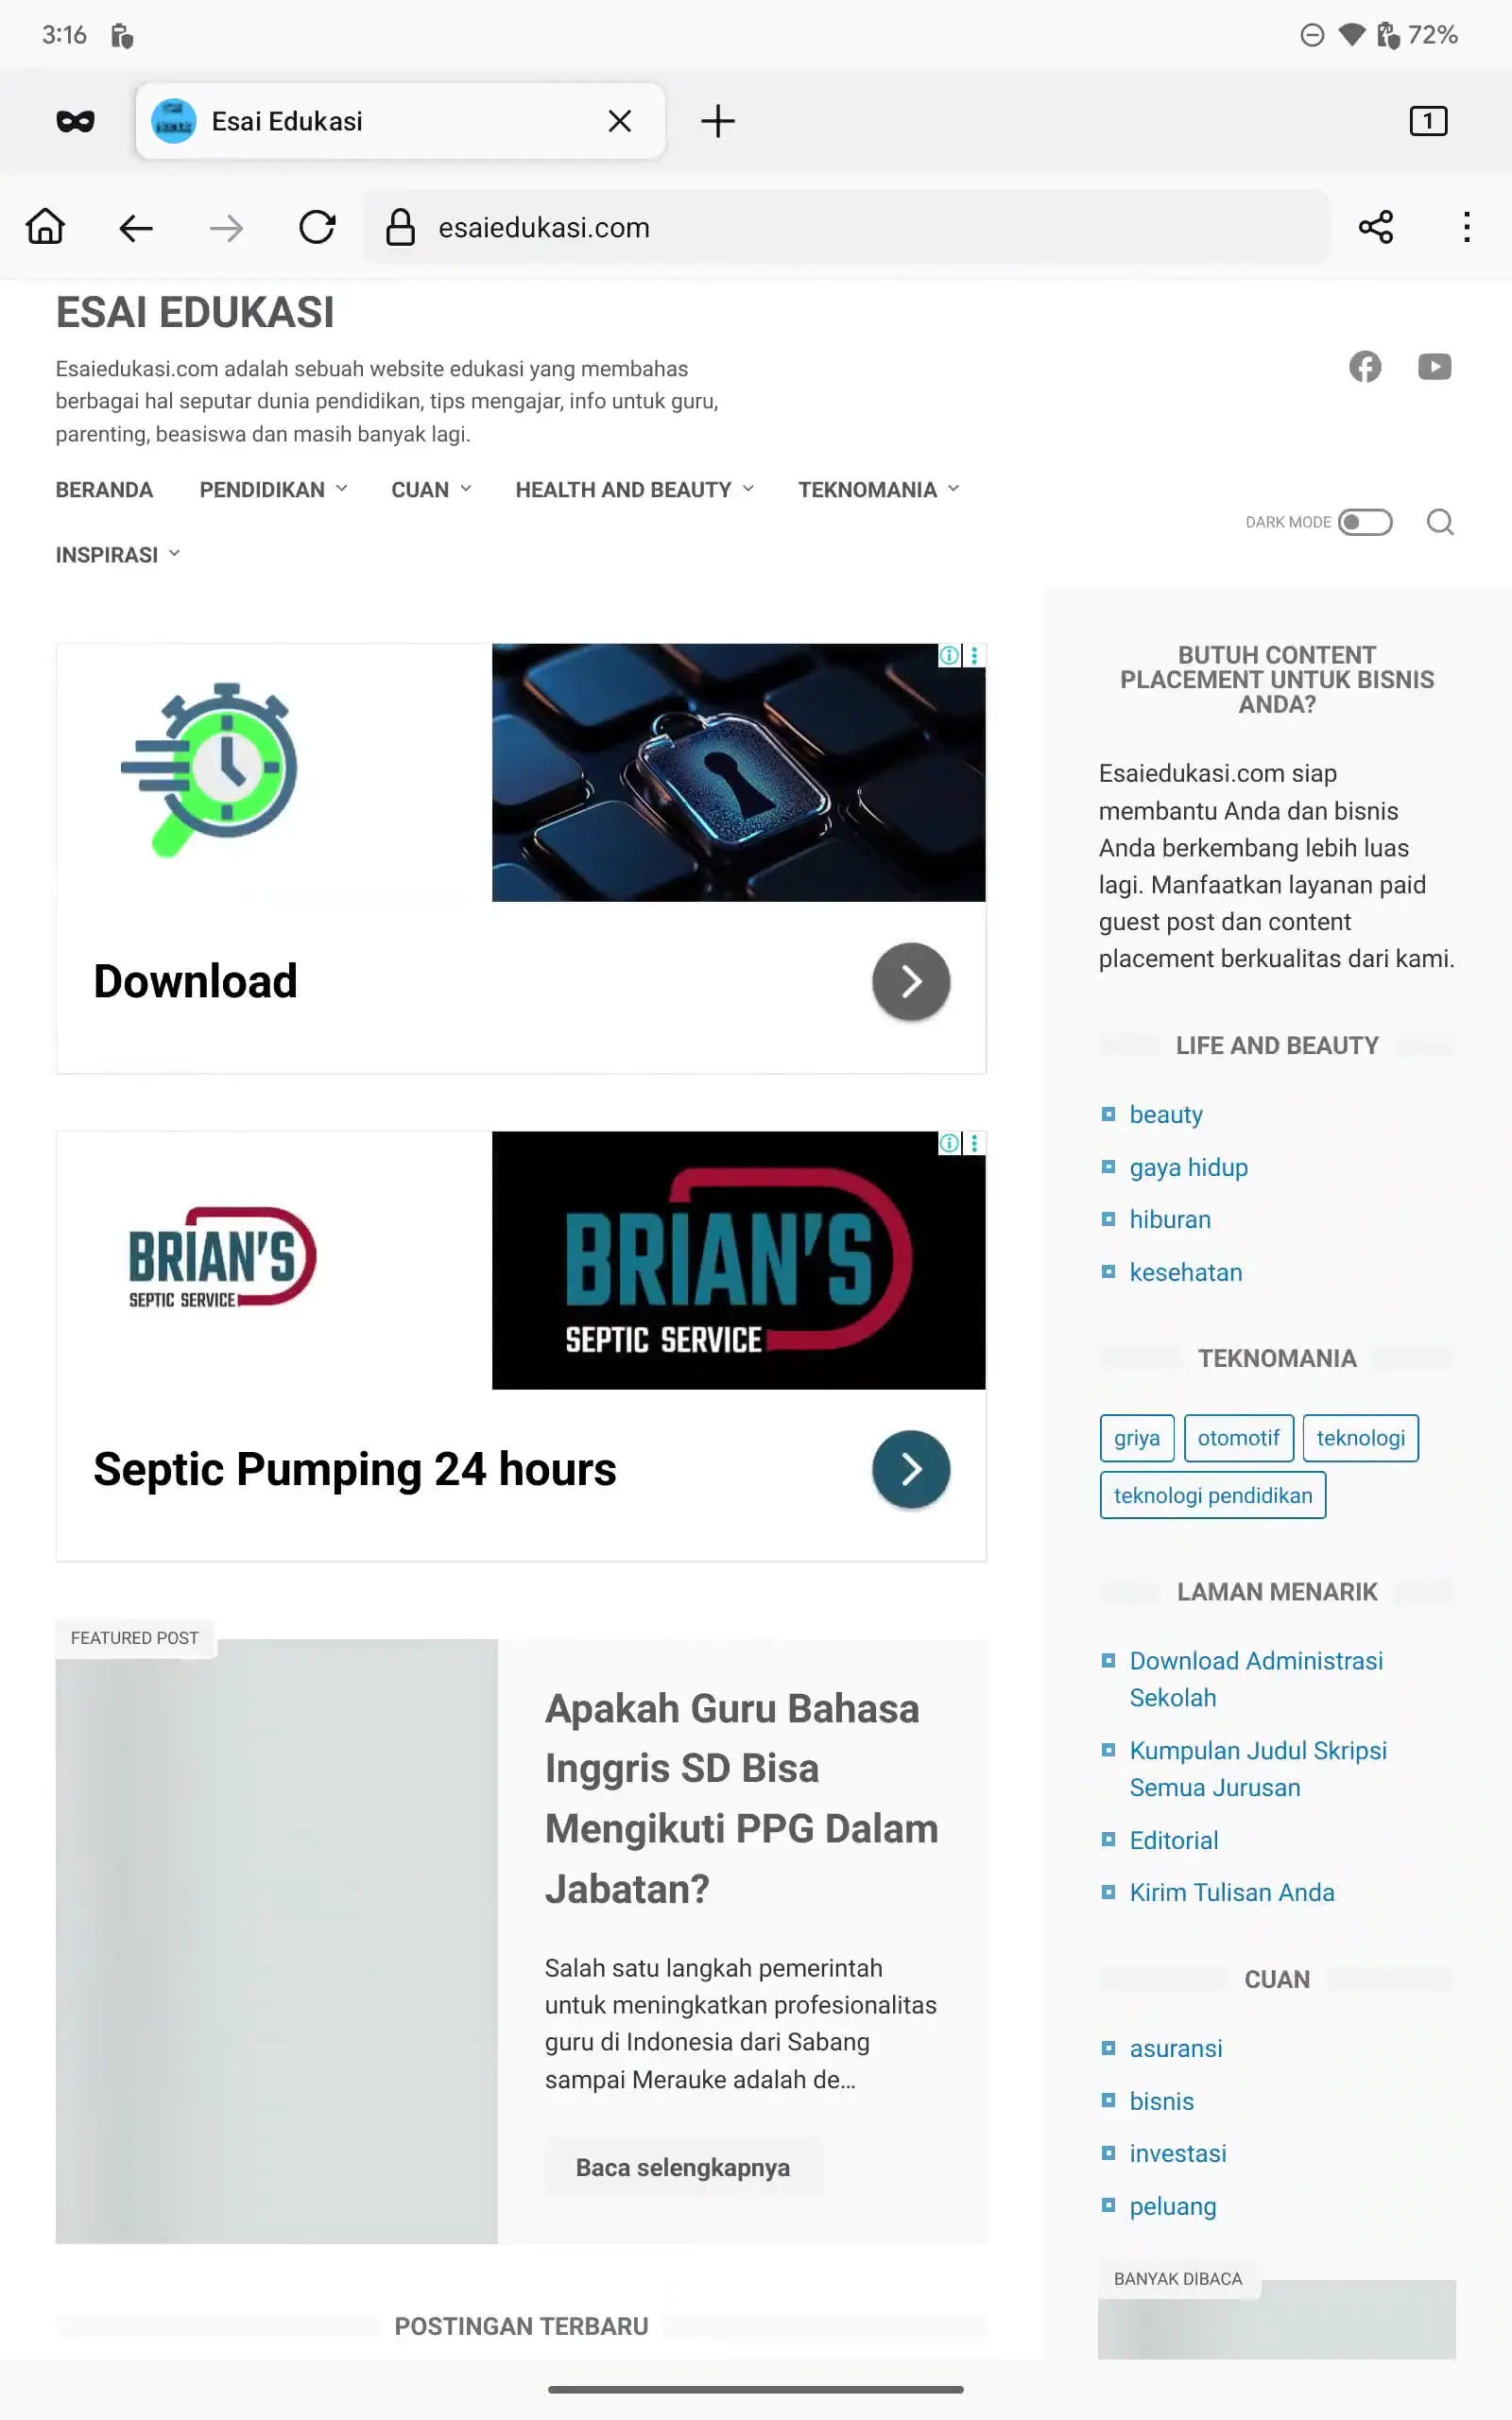 3:16
72%
Esai Edukasi
1
esaiedukasi.com
ESAI EDUKASI
Esaiedukasi.com adalah sebuah website edukasi yang membahas
berbagai hal seputar dunia pendidikan, tips mengajar, info untuk guru,
parenting, beasiswa dan masih banyak lagi.
BERANDA PENDIDIKAN CUAN HEALTH AND BEAUTY TEKNOMANIA
INSPIRASI
DARK MODE
Download
BRIAN'S
SEPTIC SERVICE
BRIAN'S
SEPTIC SERVICE
Septic Pumping 24 hours
FEATURED POST
Apakah Guru Bahasa
Inggris SD Bisa
Mengikuti PPG Dalam
Jabatan?
Salah satu langkah pemerintah
untuk meningkatkan profesionalitas
guru di Indonesia dari Sabang
sampai Merauke adalah de…
Baca selengkapnya
POSTINGAN TERBARU
BUTUH CONTENT
PLACEMENT UNTUK BISNIS
ANDA?
Esaiedukasi.com siap
membantu Anda dan bisnis
Anda berkembang lebih luas
lagi. Manfaatkan layanan paid
guest post dan content
placement berkualitas dari kami.
LIFE AND BEAUTY
beauty
gaya hidup
hiburan
kesehatan
TEKNOMANIA
griya otomotif teknologi
teknologi pendidikan
LAMAN MENARIK
Download Administrasi
Sekolah
Kumpulan Judul Skripsi
Semua Jurusan
Editorial
Kirim Tulisan Anda
CUAN
asuransi
bisnis
investasi
peluang
BANYAK DIBACA